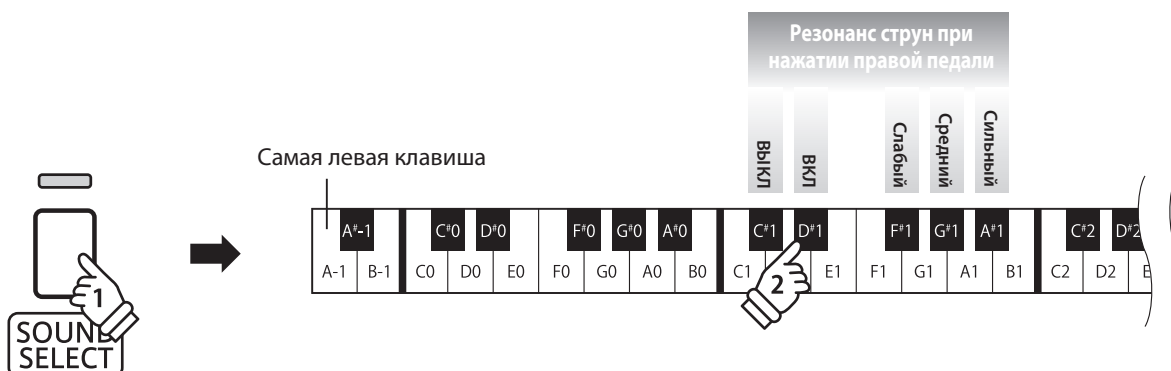 Резонанс струн при
нажатии правой педали
ВЫКЛ
ВКЛ
Слабый
Средний
Сильный
Самая левая клавиша
A#-1 C#0 D#0 F#0 G#0 A#0 C#1 D#1 F#1 G#1 A#1 C#2 D#2
A-1 B-1 C0 D0 E0 F0 G0 A0 B0 C1 E1 F1 G1 A1 B1 C2 D2 E
1
2
SOUND
SELECT